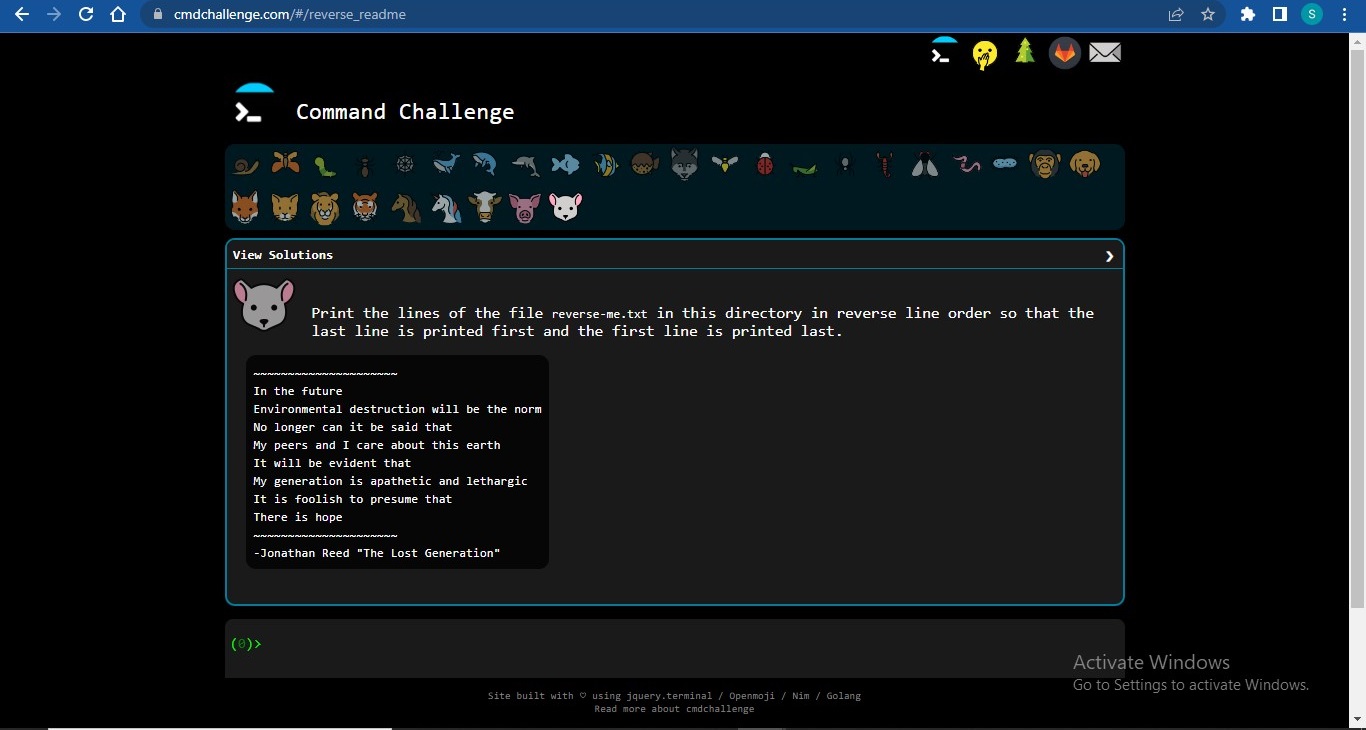 cmdchallenge.com/#/reverse_readme
S
Command Challenge
View Solutions
Print the lines of the file reverse-me.txt in this directory in reverse line order so that the
last line is printed first and the first line is printed last.
~~~~~~~~~~~~~~~~~~~~~
In the future
Environmental destruction will be the norm
No longer can it be said that
My peers and I care about this earth
It will be evident that
My generation is apathetic and lethargic
It is foolish to presume that
There is hope
~~~~~~~~~~~~~~~~~~~~~
-Jonathan Reed "The Lost Generation"
(0)>
Activate Windows
Go to Settings to activate Windows.
Site built with ♡ using jquery.terminal / Openmoji / Nim / Golang
Read more about cmdchallenge